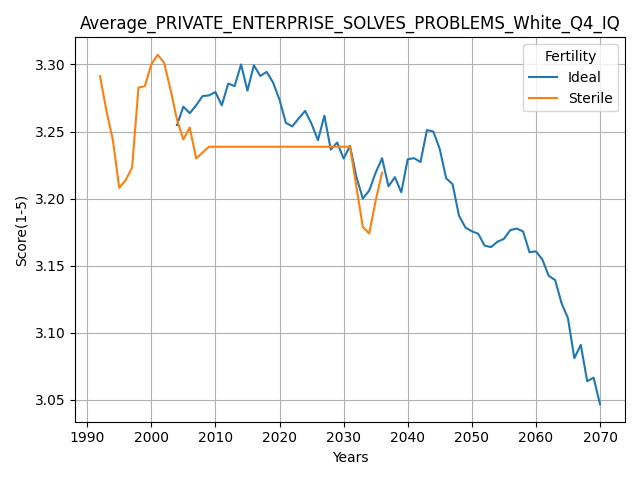 Average_PRIVATE_ENTERPRISE_SOLVES_PROBLEMS_White_Q4_IQ
Fertility
Ideal
Sterile
Score(1-5)
3.30
3.25
3.20
3.15
3.10
3.05
1990 2000 2010 2020 2030 2040 2050 2060 2070
Years